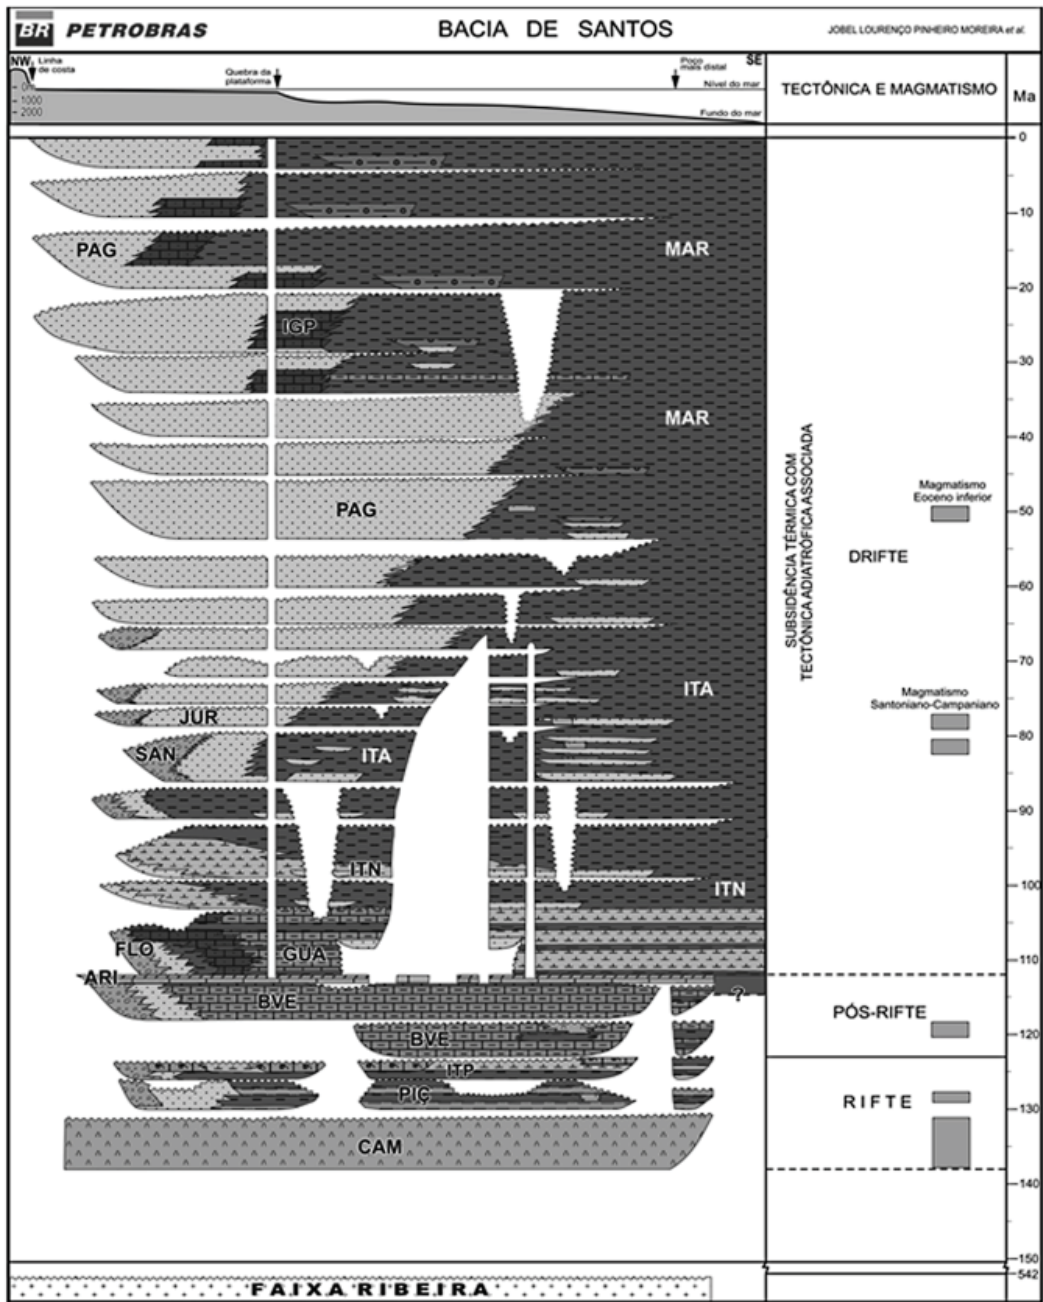 BR PETROBRAS
BACIA DE SANTOS
JOBEL LOURENÇO PINHEIRO MOREIRA et al.
NW
Linha
de costa
Quebra da
plataforma
Poço
mais distal
SE
Nível do mar
Fundo do mar
0m
1000
2000
TECTÔNICA E MAGMATISMO
Ma
0
10
20
30
40
50
60
70
80
90
100
110
120
130
140
150
542
PAG
MAR
IGP
MAR
PAG
ITA
JUR
SAN
ITA
ITN
ITN
FLO
GUA
ARI
BVE
?
BVE
ITP
PIÇ
CAM
FAIXA RIBEIRA
SUBSIDÊNCIA TÉRMICA COM
TECTÔNICA ADIATRÓFICA ASSOCIADA
Magmatismo
Eoceno inferior
DRIFTE
Magmatismo
Santoniano-Campaniano
PÓS-RIFTE
RIFTE